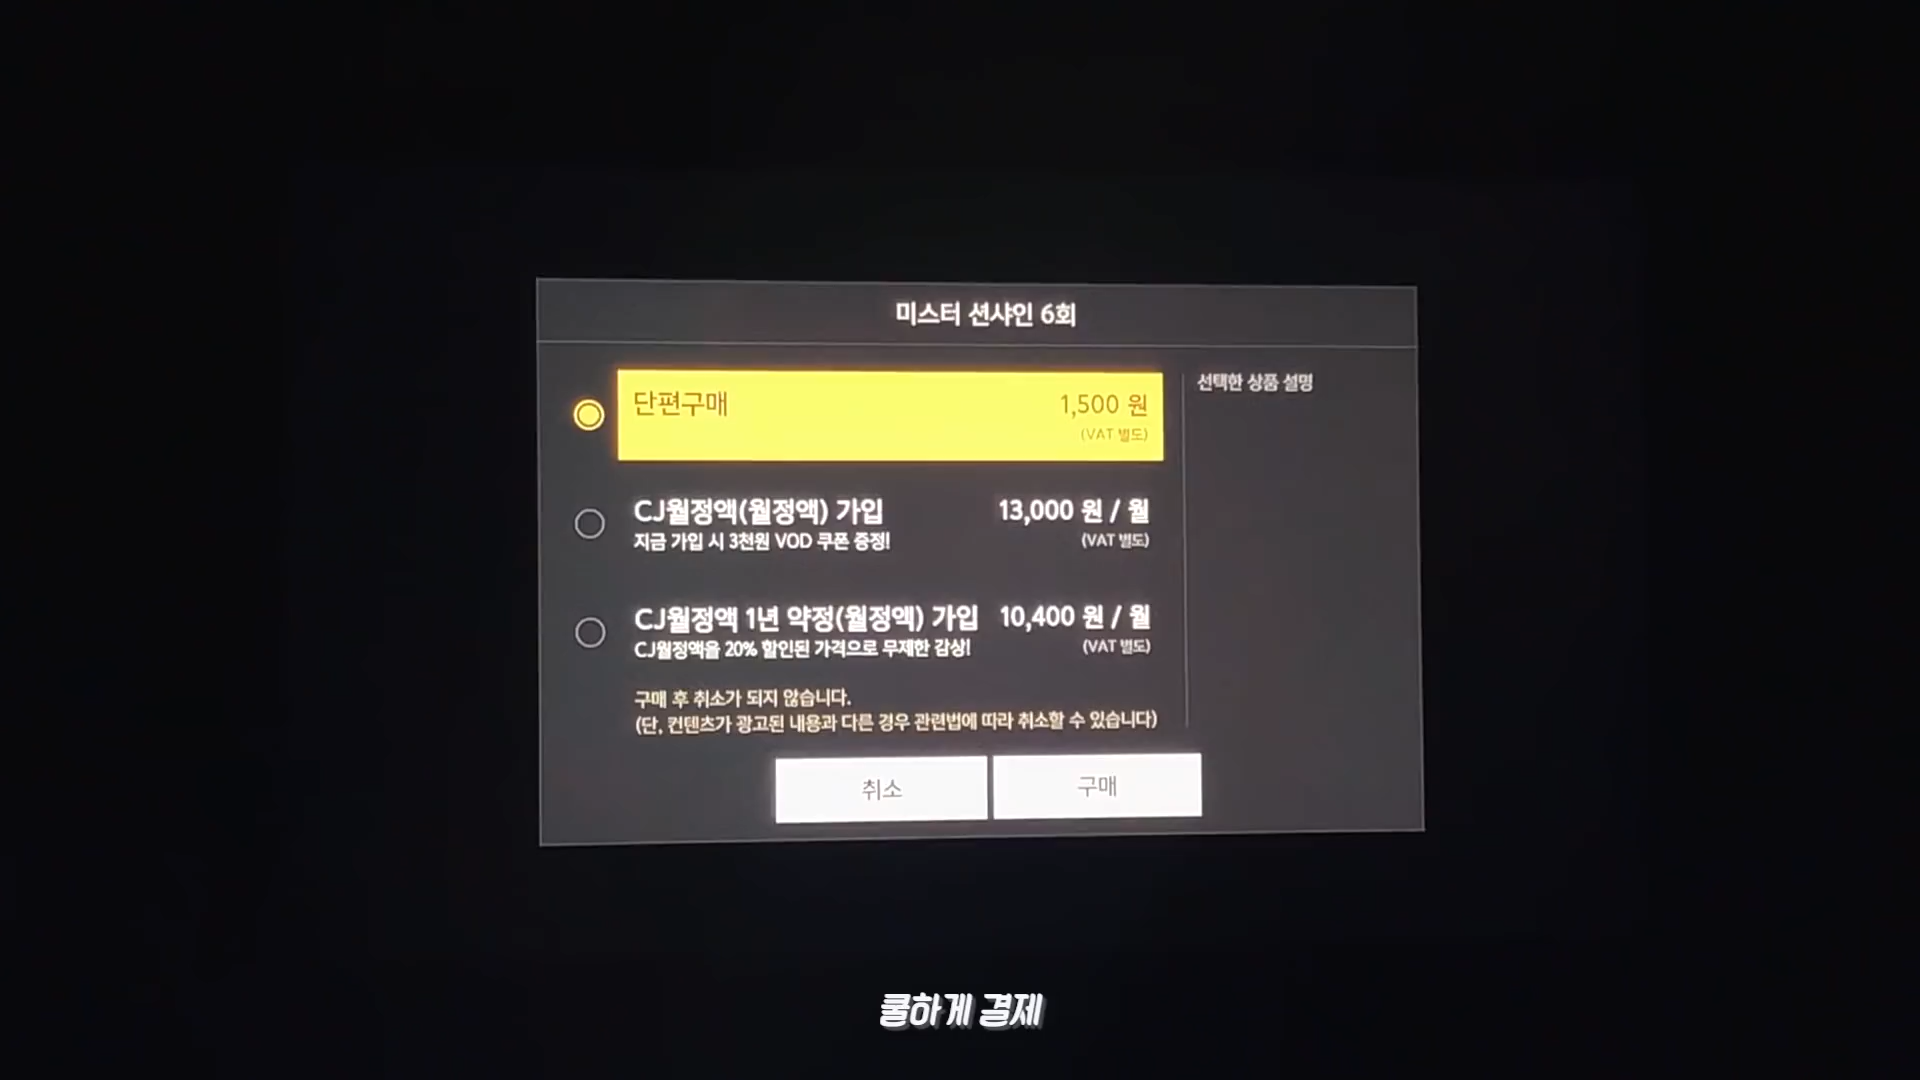 미스터 션샤인 6회
단편구매 1,500 원
(VAT 별도)
선택한 상품 설명
CJ월정액(월정액) 가입 13,000 원 / 월
지금 가입 시 3천원 VOD 쿠폰 증정! (VAT 별도)
CJ월정액 1년 약정(월정액) 가입 10,400 원 / 월
CJ월정액을 20% 할인된 가격으로 무제한 감상! (VAT 별도)
구매 후 취소가 되지 않습니다.
(단, 컨텐츠가 광고된 내용과 다른 경우 관련법에 따라 취소할 수 있습니다)
취소 구매
쿨하게 결제